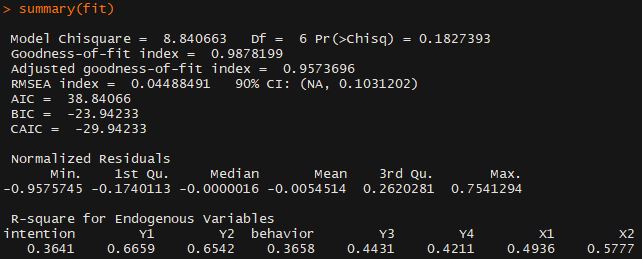 > summary(fit)
Model Chisquare =  8.840663   Df =  6 Pr(>Chisq) = 0.1827393
Goodness-of-fit index =  0.9878199
Adjusted goodness-of-fit index =  0.9573696
RMSEA index =  0.04488491   90% CI: (NA, 0.1031202)
AIC =  38.84066
BIC =  -23.94233
CAIC =  -29.94233
Normalized Residuals
Min.    1st Qu.     Median       Mean    3rd Qu.       Max.
-0.9575745 -0.1740113 -0.0000016 -0.0054514  0.2620281  0.7541294
R-square for Endogenous Variables
intention        Y1        Y2  behavior        Y3        Y4        X1        X2
0.3641    0.6659    0.6542    0.3658    0.4431    0.4211    0.4936    0.5777